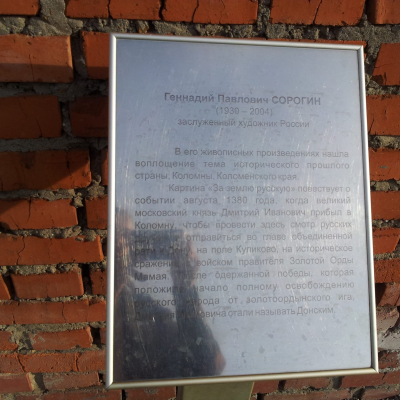 Геннадий Павлович СОРОГИН
(1930 – 2004)
заслуженный художник России
В его живописных произведениях нашла
воплощение тема исторического прошлого
страны, Коломны, Коломенского края.
Картина «За землю русскую» повествует о
событии августа 1380 года, когда великий
московский князь Дмитрий Иванович прибыл в
Коломну, чтобы провести здесь смотр русских
отправиться во главе объединенной
на поле Куликово, на историческое
сражение войском правителя Золотой Орды
Мамая. После одержанной победы, которая
положила начало полному освобождению
народа от золотоордынского ига,
стали называть Донским.